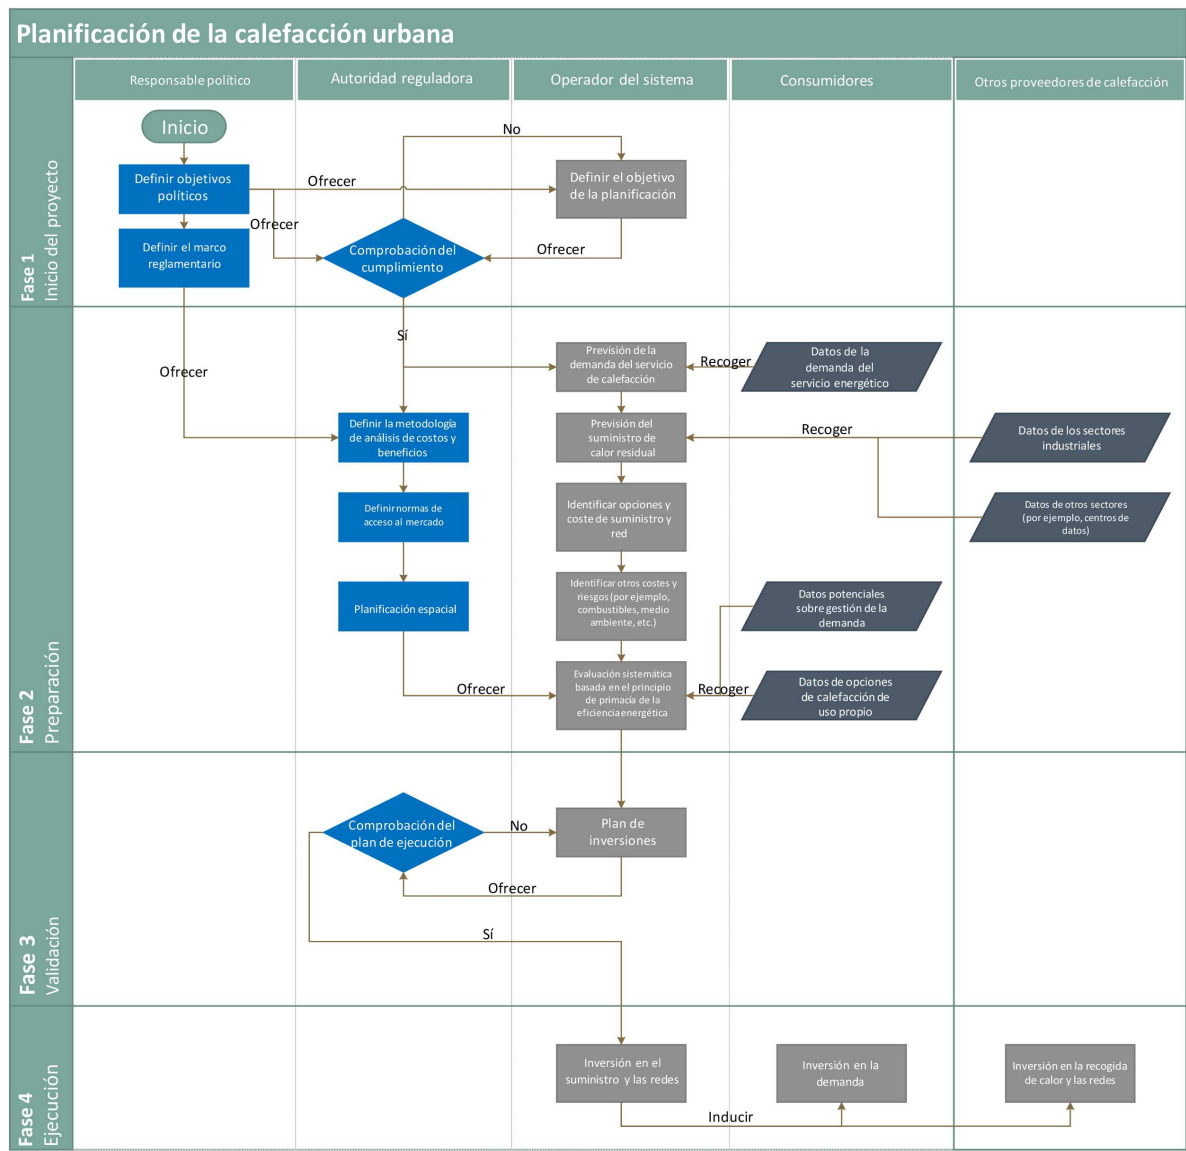 Planificación de la calefacción urbana
Responsable político
Autoridad reguladora
Operador del sistema
Consumidores
Otros proveedores de calefacción
Fase 1
Inicio del proyecto
Inicio
No
Definir objetivos
políticos
Ofrecer
Definir el objetivo
de la planificación
Ofrecer
Definir el marco
reglamentario
Comprobación del
cumplimiento
Ofrecer
Fase 2
Preparación
Sí
Ofrecer
Previsión de la
demanda del servicio
de calefacción
Recoger
Datos de la
demanda del
servicio energético
Definir la metodología
de análisis de costos y
beneficios
Previsión del
suministro de
calor residual
Recoger
Datos de los sectores
industriales
Definir normas de
acceso al mercado
Identificar opciones y
coste de suministro y
red
Datos de otros sectores
(por ejemplo, centros de
datos)
Planificación espacial
Identificar otros costes y
riesgos (por ejemplo,
combustibles, medio
ambiente, etc.)
Datos potenciales
sobre gestión de la
demanda
Ofrecer
Evaluación sistemática
basada en el principio
de primacía de la
eficiencia energética
Recoger
Datos de opciones
de calefacción de
uso propio
Fase 3
Validación
Comprobación del
plan de ejecución
No
Plan de
inversiones
Ofrecer
Sí
Fase 4
Ejecución
Inversión en el
suministro y las redes
Inversión en la
demanda
Inversión en la recogida
de calor y las redes
Inducir